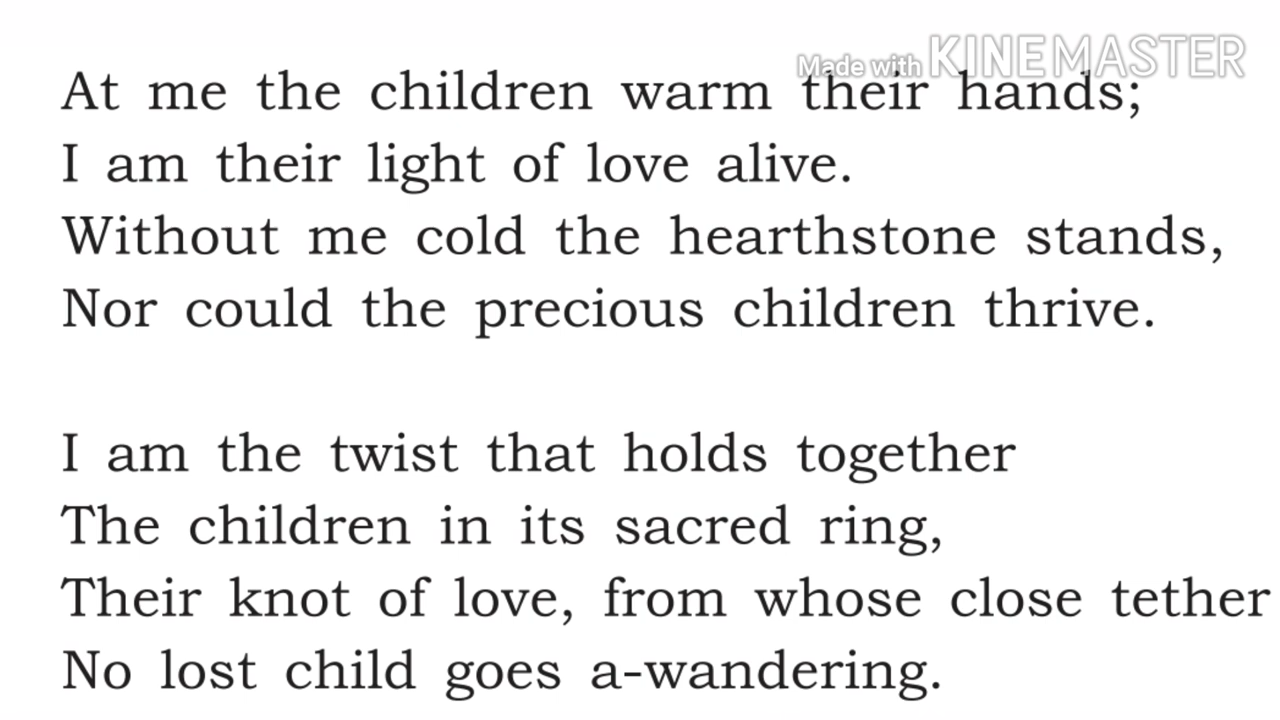 Made with KINEMASTER
At me the children warm their hands;
I am their light of love alive.
Without me cold the hearthstone stands,
Nor could the precious children thrive.
I am the twist that holds together
The children in its sacred ring,
Their knot of love, from whose close tether
No lost child goes a-wandering.